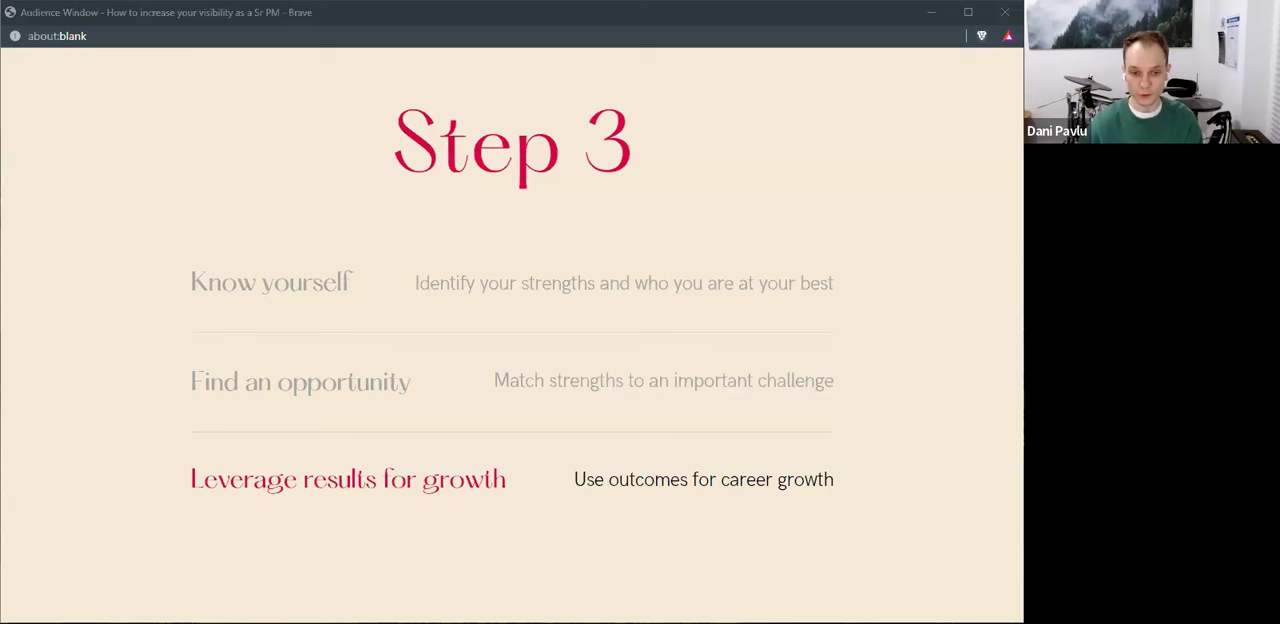 Audience Window - How to increase your visibility as a Sr PM - Brave
about:blank
Dani Pavlu
Step 3
Know yourself Identify your strengths and who you are at your best
Find an opportunity Match strengths to an important challenge
Leverage results for growth Use outcomes for career growth